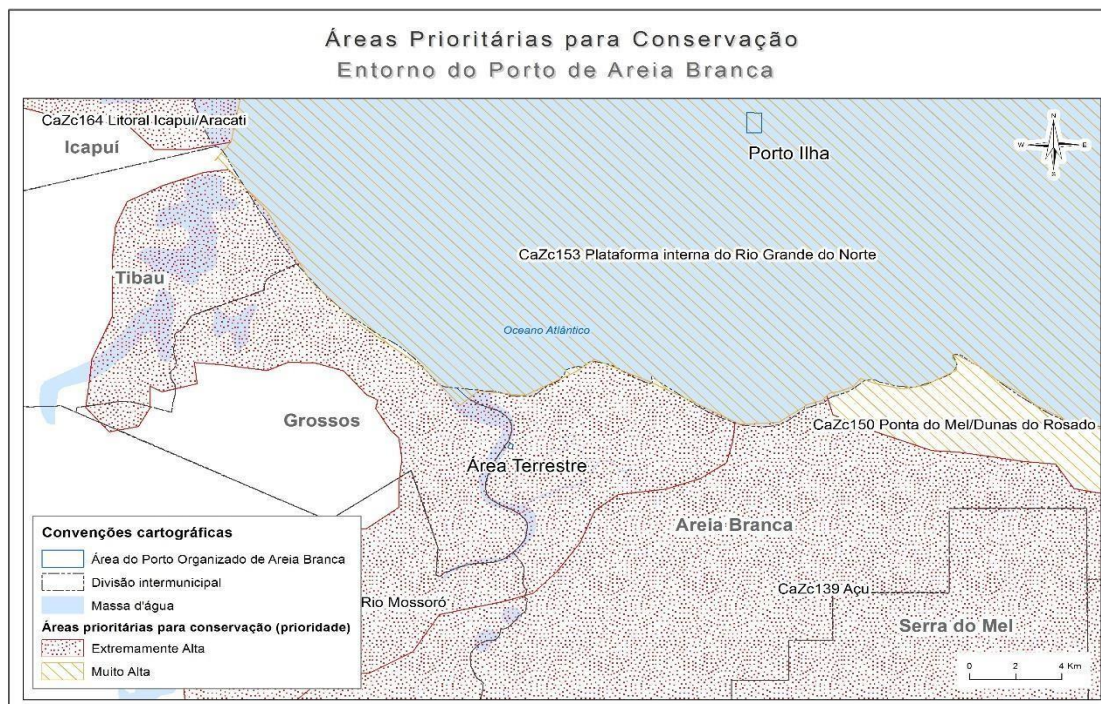 Áreas Prioritárias para Conservação
Entorno do Porto de Areia Branca
CaZc164 Litoral Icapuí/Aracati
Icapuí
Porto Ilha
N
W
E
S
CaZc153 Plataforma interna do Rio Grande do Norte
Tibau
Oceano Atlântico
Grossos
CaZc150 Ponta do Mel/Dunas do Rosado
Área Terrestre
Areia Branca
CaZc139 Açu
Rio Mossoró
Serra do Mel
Convenções cartográficas
Área do Porto Organizado de Areia Branca
Divisão intermunicipal
Massa d'água
Áreas prioritárias para conservação (prioridade)
Extremamente Alta
Muito Alta
0 2 4 Km